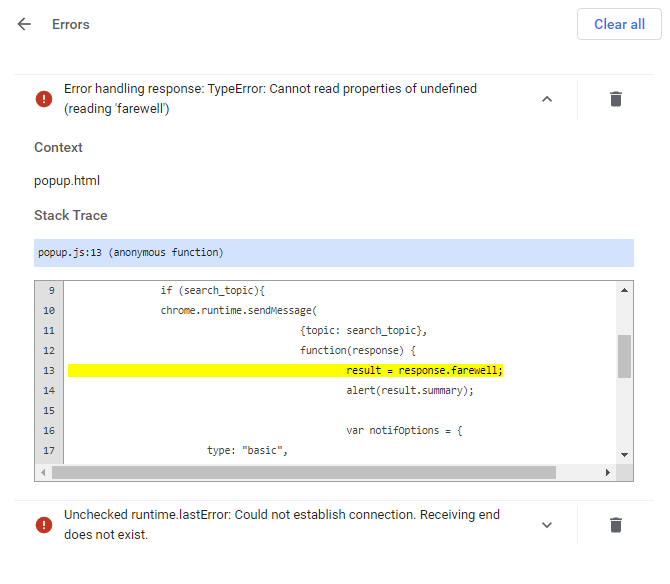 Errors
Clear all
Error handling response: TypeError: Cannot read properties of undefined
(reading 'farewell')
Context
popup.html
Stack Trace
popup.js:13 (anonymous function)
9 if (search_topic){
10 chrome.runtime.sendMessage(
11 {topic: search_topic},
12 function(response) {
13 result = response.farewell;
14 alert(result.summary);
15
16 var notifOptions = {
17 type: "basic",
Unchecked runtime.lastError: Could not establish connection. Receiving end
does not exist.